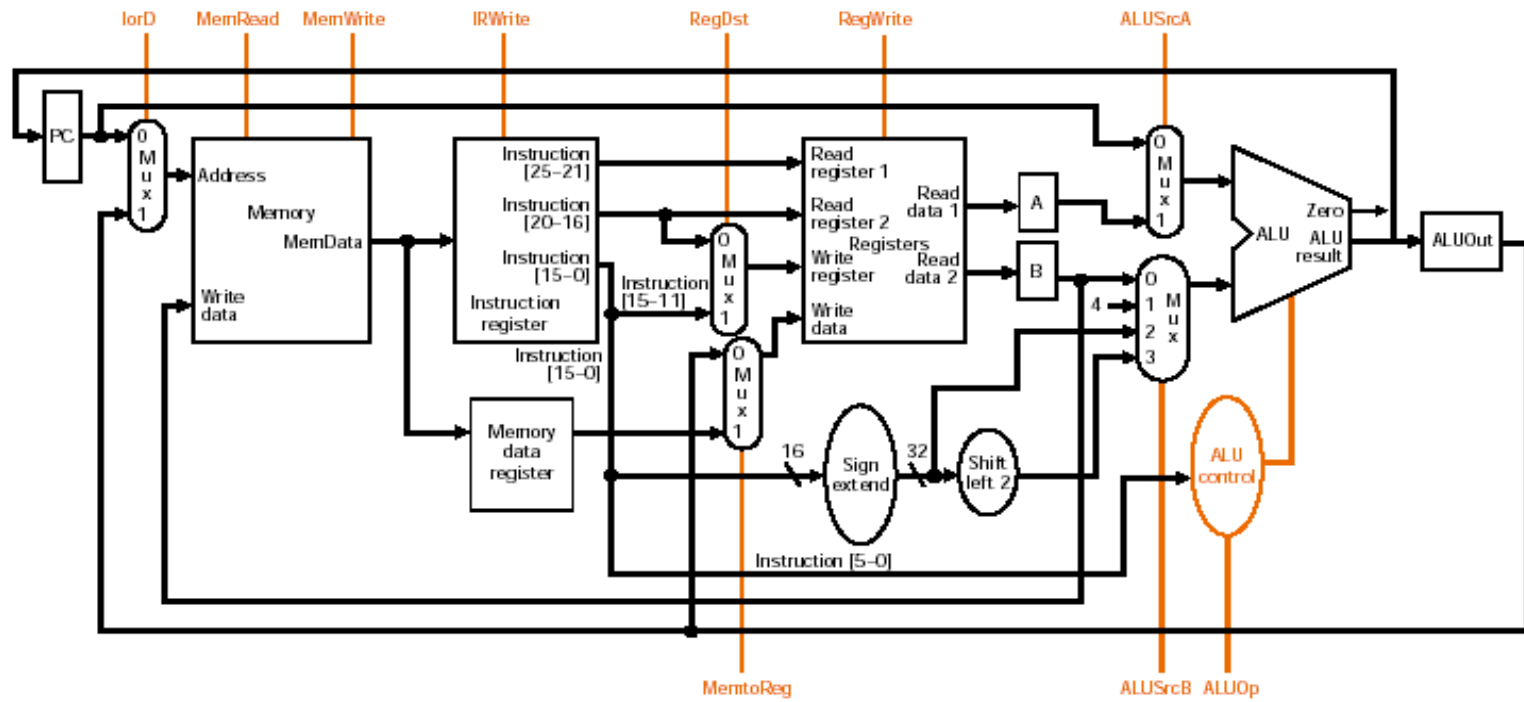 IorD
MemRead
MemWrite
IRWrite
RegDst
RegWrite
ALUSrcA
PC
0
M
u
x
1
Address
Memory
MemData
Write
data
Instruction
[25–21]
Instruction
[20–16]
Instruction
[15–0]
Instruction
register
Instruction
[15–11]
Instruction
[15–0]
0
M
u
x
1
0
M
u
x
1
Memory
data
register
Read
register 1
Read
register 2
Registers
Write
register
Write
data
Read
data 1
Read
data 2
A
B
0
M
u
x
1
4
0
1
2
3
M
u
x
Zero
ALU
ALU
result
ALUOut
16
Sign
extend
32
Shift
left 2
ALU
control
Instruction [5–0]
MemtoReg
ALUSrcB
ALUOp